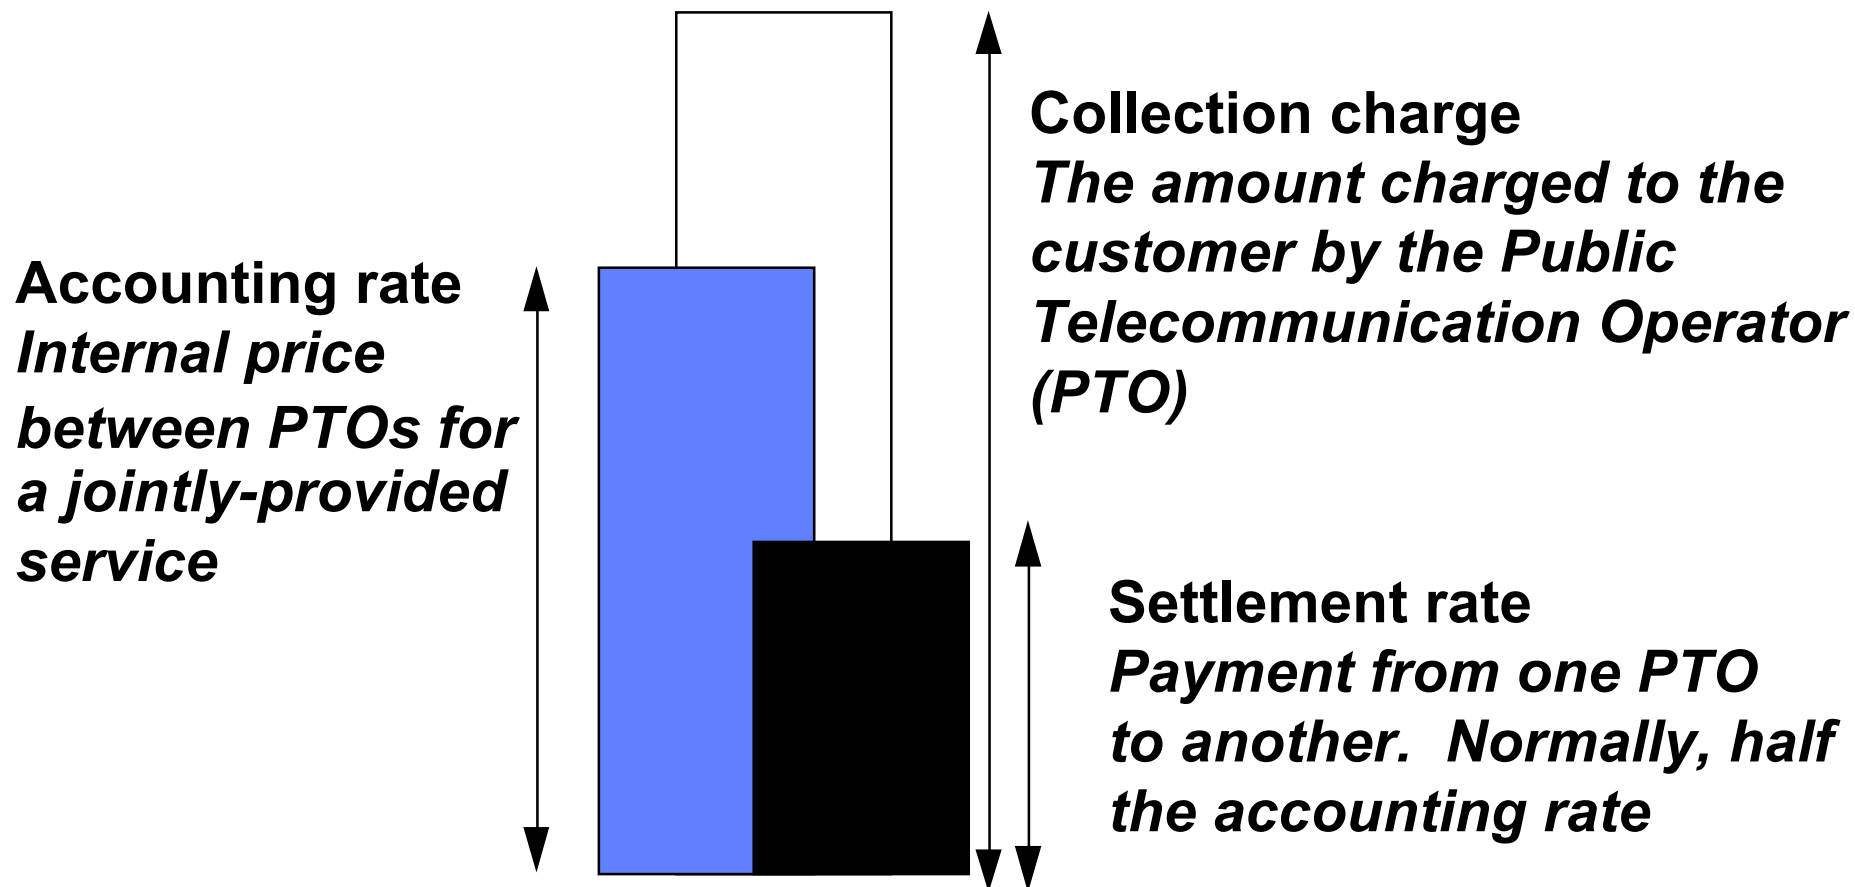 Accounting rate
Internal price
between PTOs for
a jointly-provided
service
Collection charge
The amount charged to the
customer by the Public
Telecommunication Operator
(PTO)
Settlement rate
Payment from one PTO
to another.  Normally, half
the accounting rate